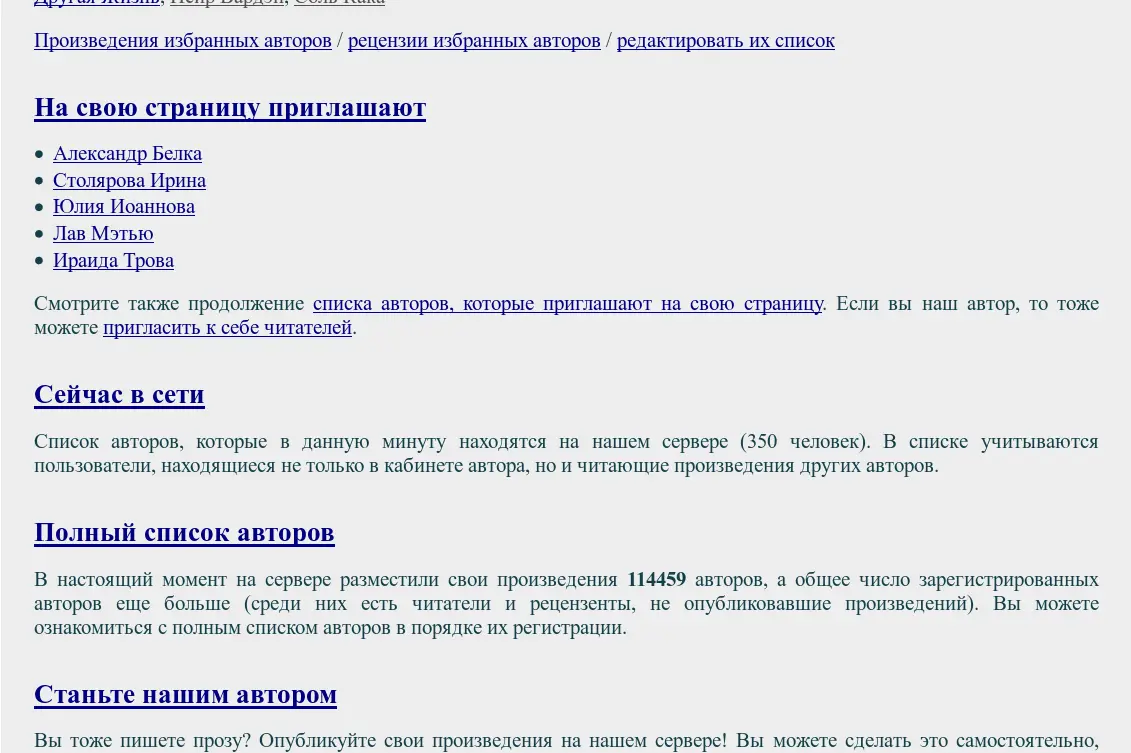 Другая Жизнь, Нейр Вардэн, Соль Кака
Произведения избранных авторов / рецензии избранных авторов / редактировать их список
На свою страницу приглашают
• Александр Белка
• Столярова Ирина
• Юлия Иоаннова
• Лав Мэтью
• Ираида Трова
Смотрите также продолжение списка авторов, которые приглашают на свою страницу. Если вы наш автор, то тоже
можете пригласить к себе читателей.
Сейчас в сети
Список авторов, которые в данную минуту находятся на нашем сервере (350 человек). В списке учитываются
пользователи, находящиеся не только в кабинете автора, но и читающие произведения других авторов.
Полный список авторов
В настоящий момент на сервере разместили свои произведения 114459 авторов, а общее число зарегистрированных
авторов еще больше (среди них есть читатели и рецензенты, не опубликовавшие произведений). Вы можете
ознакомиться с полным списком авторов в порядке их регистрации.
Станьте нашим автором
Вы тоже пишете прозу? Опубликуйте свои произведения на нашем сервере! Вы можете сделать это самостоятельно,